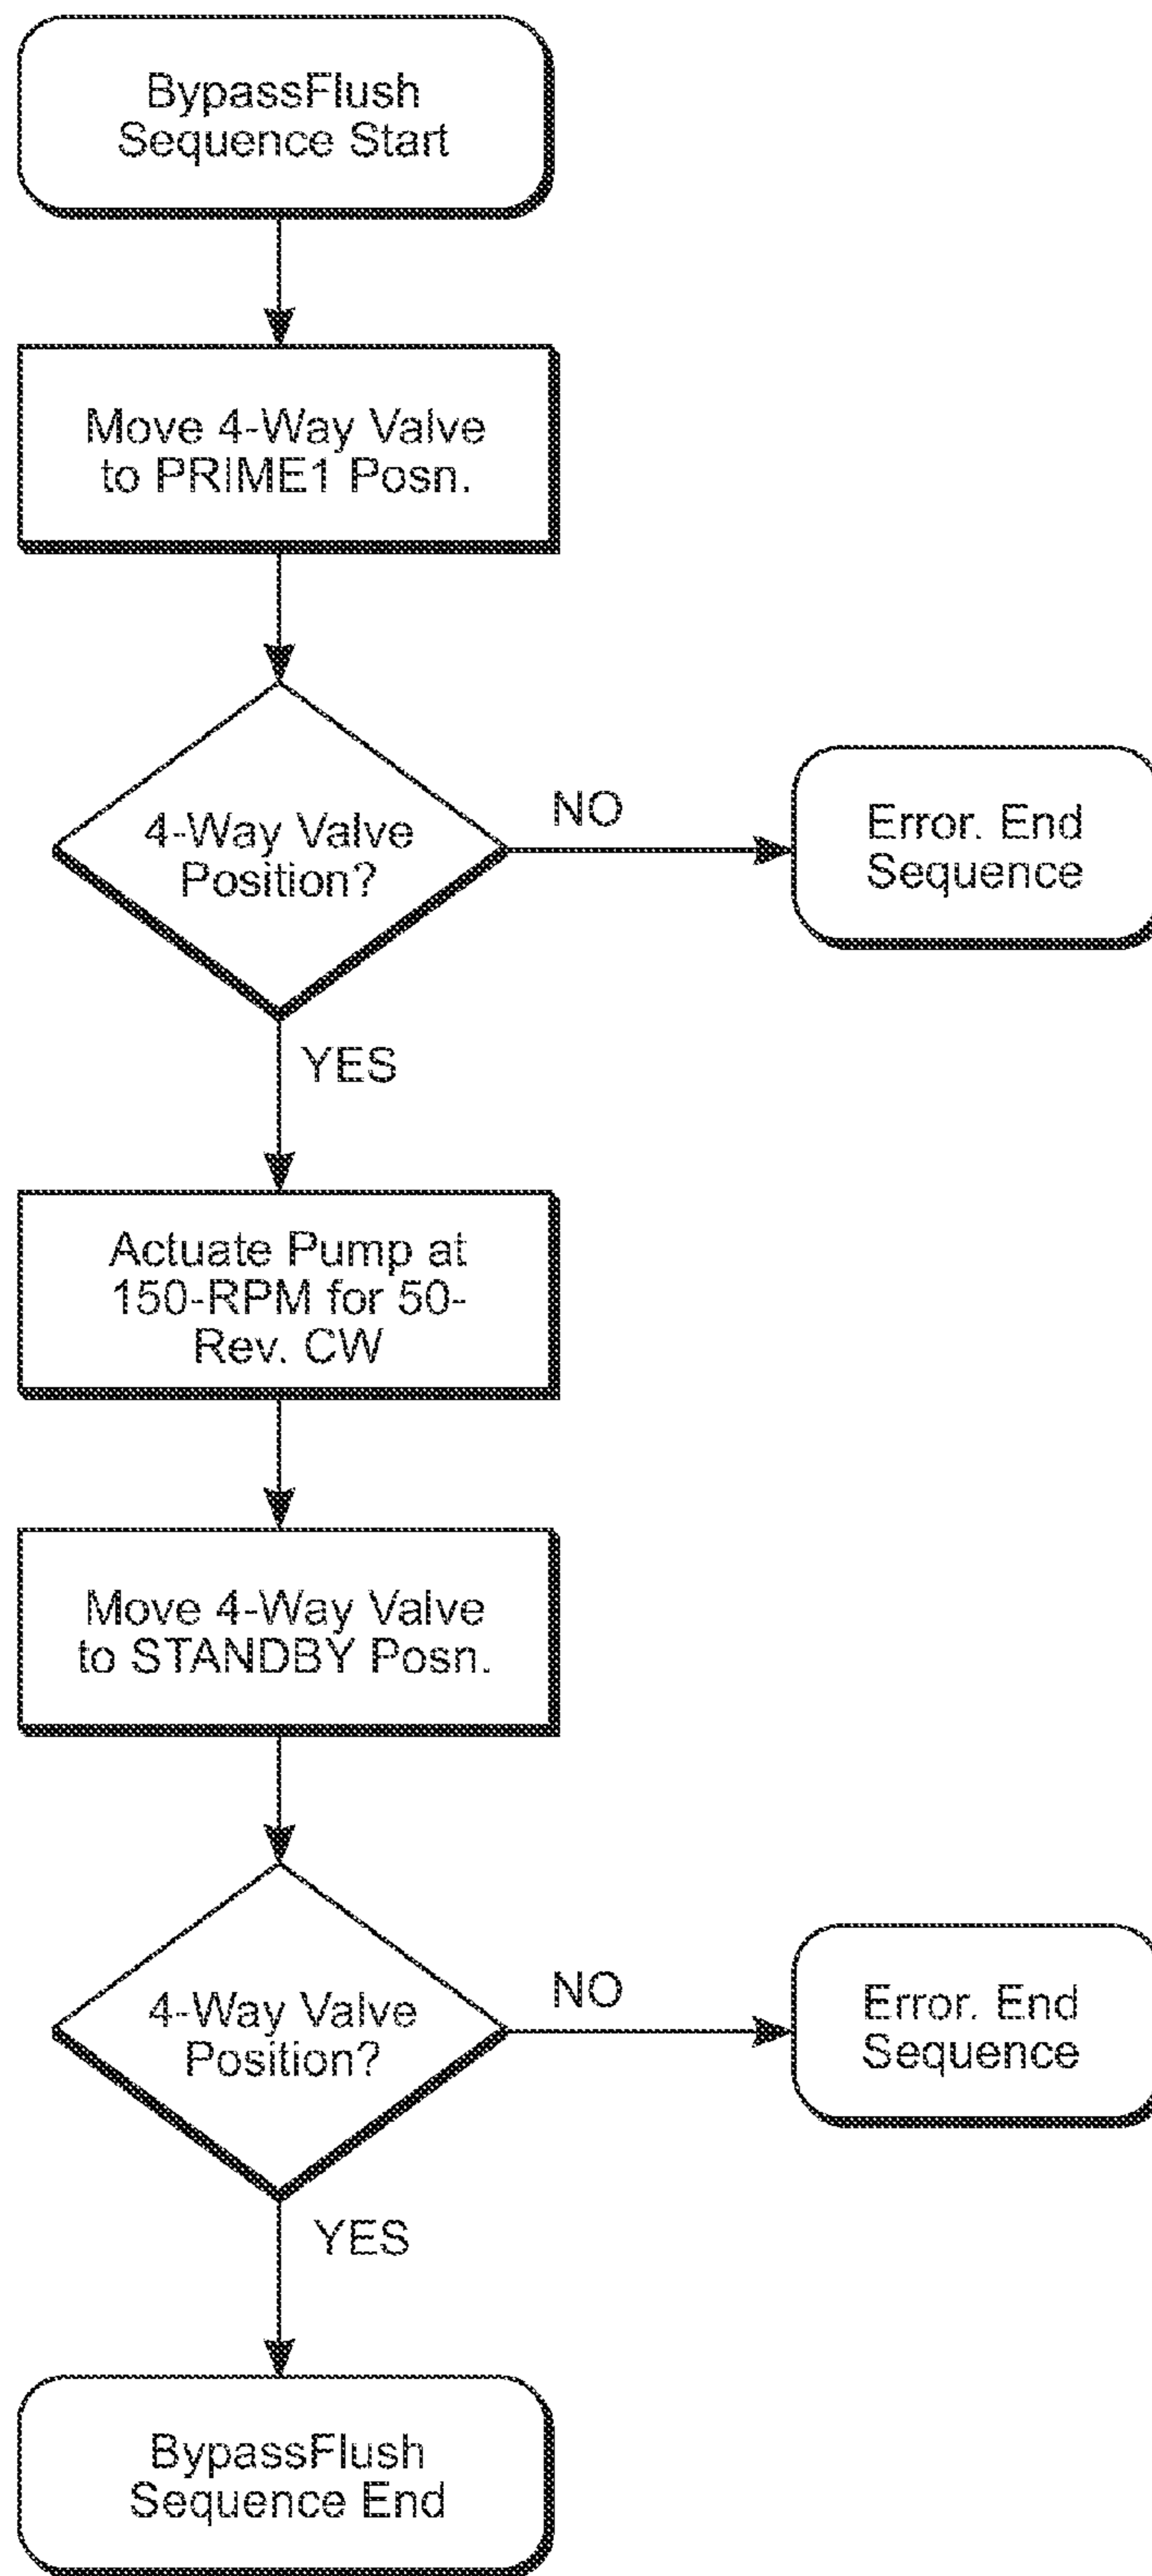 BypassFlush
Sequence Start
Move 4-Way Valve
to PRIME1 Posn.
4-Way Valve
Position?
NO
Error. End
Sequence
YES
Actuate Pump at
150-RPM for 50-
Rev. CW
Move 4-Way Valve
to STANDBY Posn.
4-Way Valve
Position?
NO
Error. End
Sequence
YES
BypassFlush
Sequence End